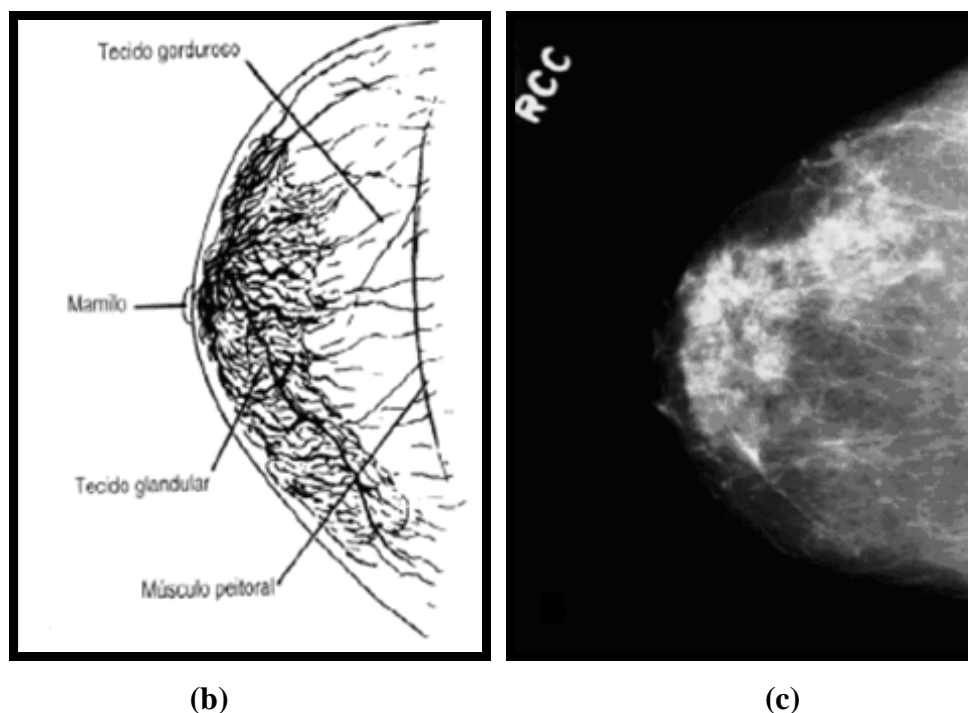 Tecido gorduroso
RCC
Mamilo
Tecido glandular
Músculo peitoral
(b)
(c)